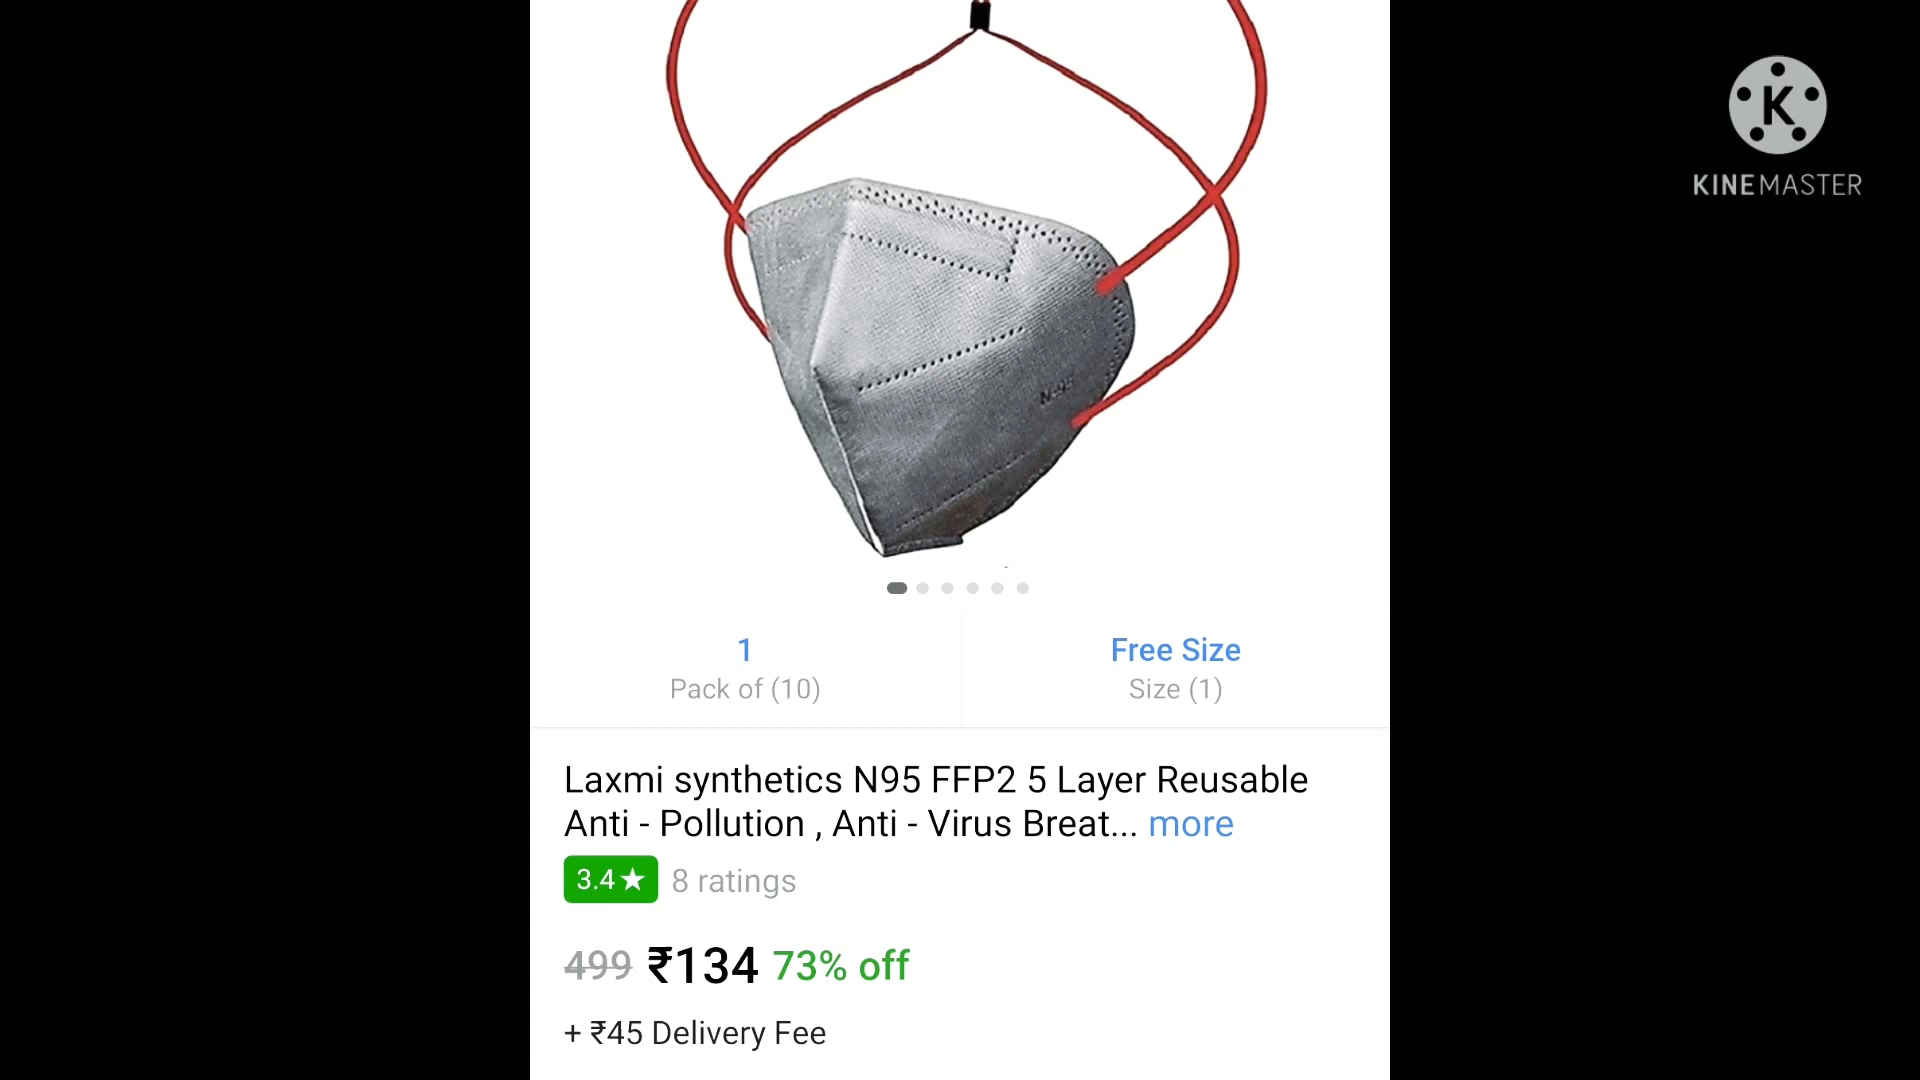 K
KINEMASTER
N-95
1
Pack of (10)
Free Size
Size (1)
Laxmi synthetics N95 FFP2 5 Layer Reusable
Anti - Pollution , Anti - Virus Breat... more
3.4★ 8 ratings
499 ₹134 73% off
+ ₹45 Delivery Fee